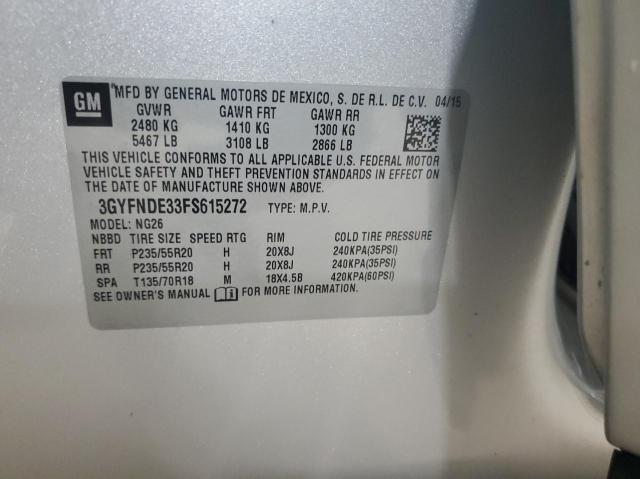 GM
MFD BY GENERAL MOTORS DE MEXICO, S. DE R.L. DE C.V. 04/15
GVWR GAWR FRT GAWR RR
2480 KG 1410 KG 1300 KG
5467 LB 3108 LB 2866 LB
THIS VEHICLE CONFORMS TO ALL APPLICABLE U.S. FEDERAL MOTOR
VEHICLE SAFETY AND THEFT PREVENTION STANDARDS IN EFFECT ON
THE DATE OF MANUFACTURE SHOWN ABOVE.
3GYFNDE33FS615272 TYPE: M.P.V.
MODEL: NG26
NBBD TIRE SIZE SPEED RTG RIM COLD TIRE PRESSURE
FRT P235/55R20 H 20X8J 240KPA(35PSI)
RR P235/55R20 H 20X8J 240KPA(35PSI)
SPA T135/70R18 M 18X4.5B 420KPA(60PSI)
SEE OWNER'S MANUAL FOR MORE INFORMATION.